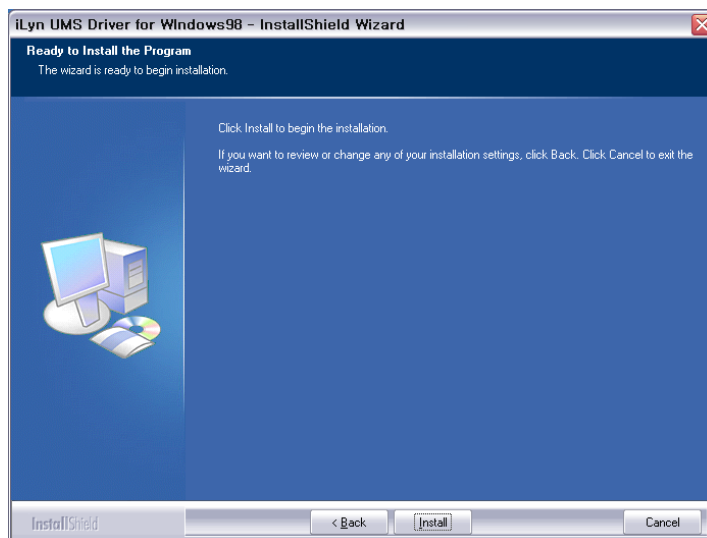 iLyn UMS Driver for WIndows98 - InstallShield Wizard
Ready to Install the Program
The wizard is ready to begin installation.
Click Install to begin the installation.
If you want to review or change any of your installation settings, click Back. Click Cancel to exit the
wizard.
InstallShield
< Back
Install
Cancel